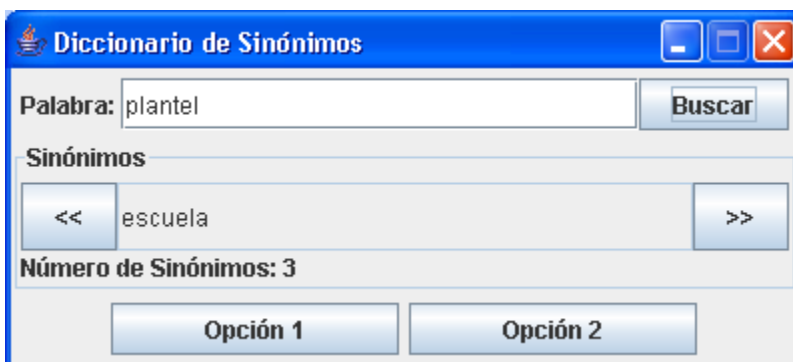 Diccionario de Sinónimos
Palabra: plantel Buscar
Sinónimos
<< escuela >>
Número de Sinónimos: 3
Opción 1 Opción 2